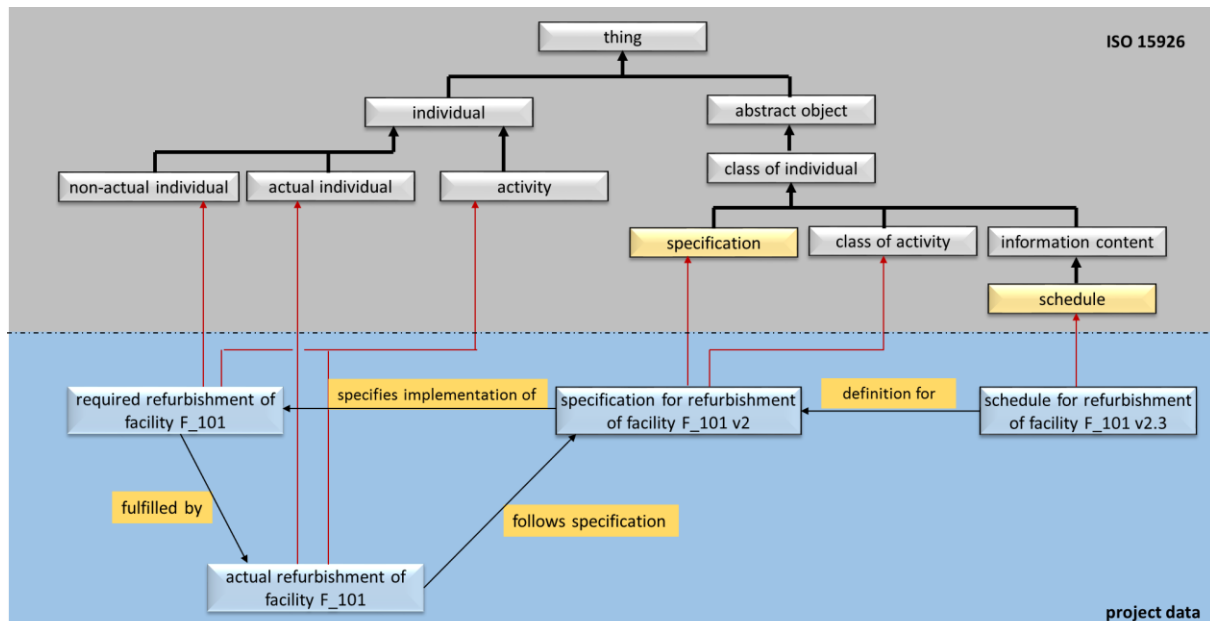 thing
ISO 15926
individual
abstract object
class of individual
non-actual individual
actual individual
activity
specification
class of activity
information content
schedule
required refurbishment of
facility F_101
specifies implementation of
specification for refurbishment
of facility F_101 v2
definition for
schedule for refurbishment
of facility F_101 v2.3
fulfilled by
follows specification
actual refurbishment of
facility F_101
project data